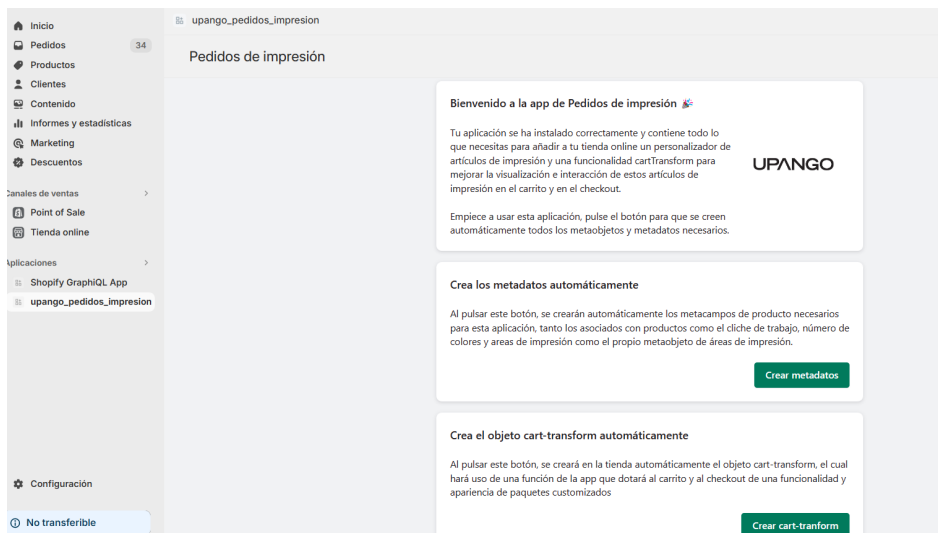 Inicio
Pedidos 34
Productos
Clientes
Contenido
Informes y estadísticas
Marketing
Descuentos
Canales de ventas
Point of Sale
Tienda online
Aplicaciones
Shopify GraphiQL App
upango_pedidos_impresion
Configuración
No transferible
upango_pedidos_impresion
Pedidos de impresión
Bienvenido a la app de Pedidos de impresión 🎉
Tu aplicación se ha instalado correctamente y contiene todo lo
que necesitas para añadir a tu tienda online un personalizador de
artículos de impresión y una funcionalidad cartTransform para
mejorar la visualización e interacción de estos artículos de
impresión en el carrito y en el checkout.
Empiece a usar esta aplicación, pulse el botón para que se creen
automáticamente todos los metaobjetos y metadatos necesarios.
UPANGO
Crea los metadatos automáticamente
Al pulsar este botón, se crearán automáticamente los metacampos de producto necesarios
para esta aplicación, tanto los asociados con productos como el cliche de trabajo, número de
colores y areas de impresión como el propio metaobjeto de áreas de impresión.
Crear metadatos
Crea el objeto cart-transform automáticamente
Al pulsar este botón, se creará en la tienda automáticamente el objeto cart-transform, el cual
hará uso de una función de la app que dotará al carrito y al checkout de una funcionalidad y
apariencia de paquetes customizados
Crear cart-tranform